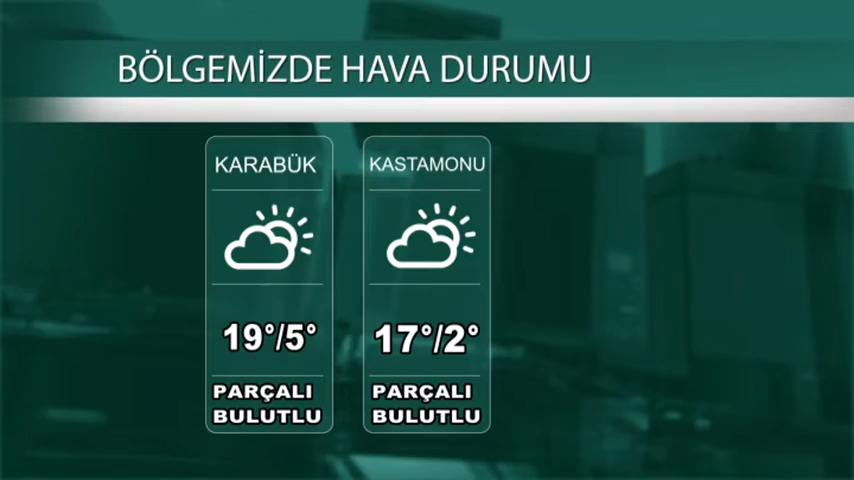 BÖLGEMİZDE HAVA DURUMU
KARABÜK
19°/5°
PARÇALI
BULUTLU
KASTAMONU
17°/2°
PARÇALI
BULUTLU